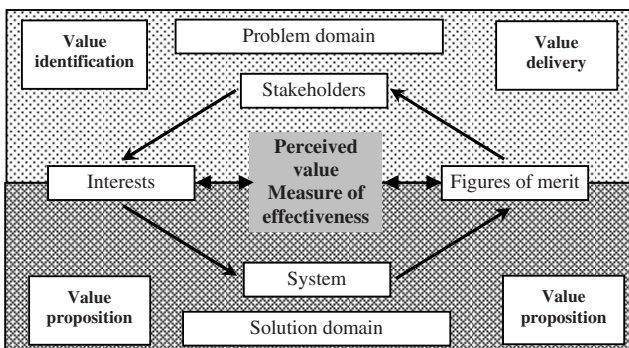 Value
identification
Problem domain
Value
delivery
Stakeholders
Perceived
value
Measure of
effectiveness
Interests
Figures of merit
System
Value
proposition
Solution domain
Value
proposition